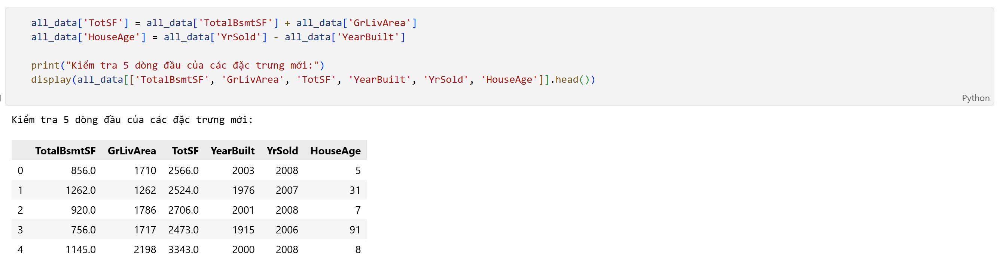 all_data['TotSF'] = all_data['TotalBsmtSF'] + all_data['GrLivArea']
all_data['HouseAge'] = all_data['YrSold'] - all_data['YearBuilt']
print("Kiểm tra 5 dòng đầu của các đặc trưng mới:")
display(all_data[['TotalBsmtSF', 'GrLivArea', 'TotSF', 'YearBuilt', 'YrSold', 'HouseAge']].head())
Python
Kiểm tra 5 dòng đầu của các đặc trưng mới:
TotalBsmtSF GrLivArea TotSF YearBuilt YrSold HouseAge
0 856.0 1710 2566.0 2003 2008 5
1 1262.0 1262 2524.0 1976 2007 31
2 920.0 1786 2706.0 2001 2008 7
3 756.0 1717 2473.0 1915 2006 91
4 1145.0 2198 3343.0 2000 2008 8